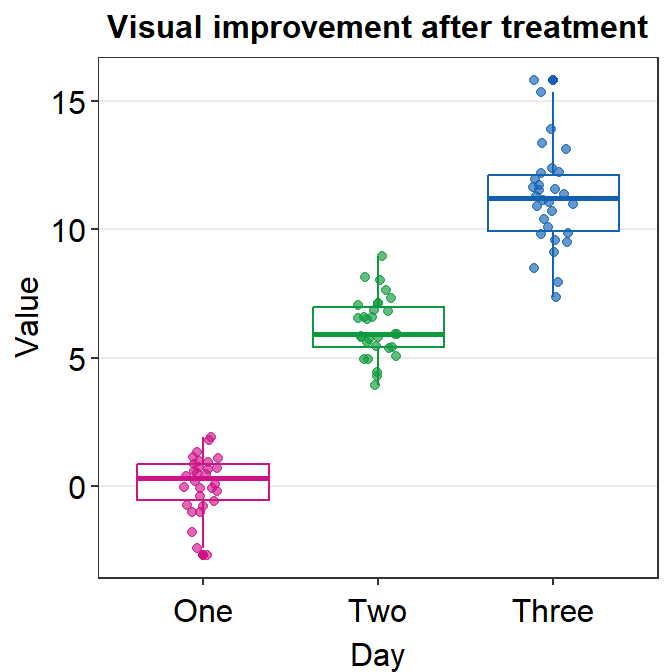 Visual improvement after treatment
Value
15
10
5
0
One Two Three
Day